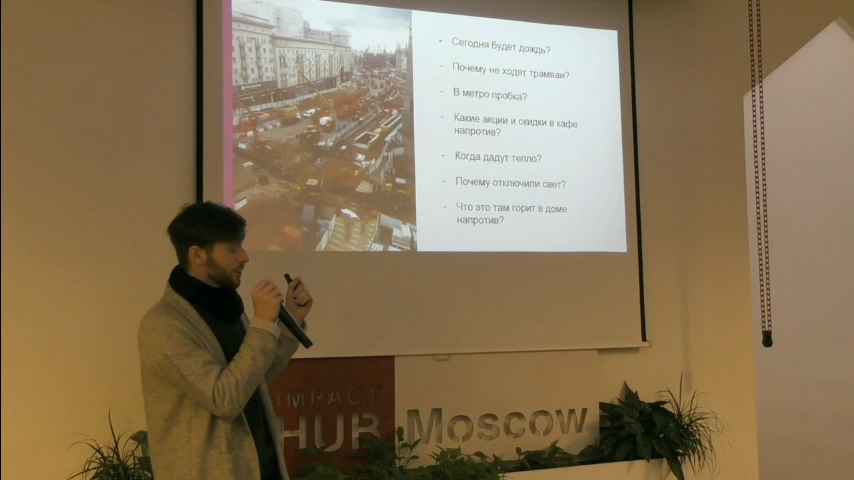 - Сегодня будет дождь?
- Почему не ходят трамваи?
- В метро пробка?
- Какие акции и скидки в кафе
напротив?
- Когда дадут тепло?
- Почему отключили свет?
- Что это там горит в доме
напротив?
IMPACT
HUB Moscow